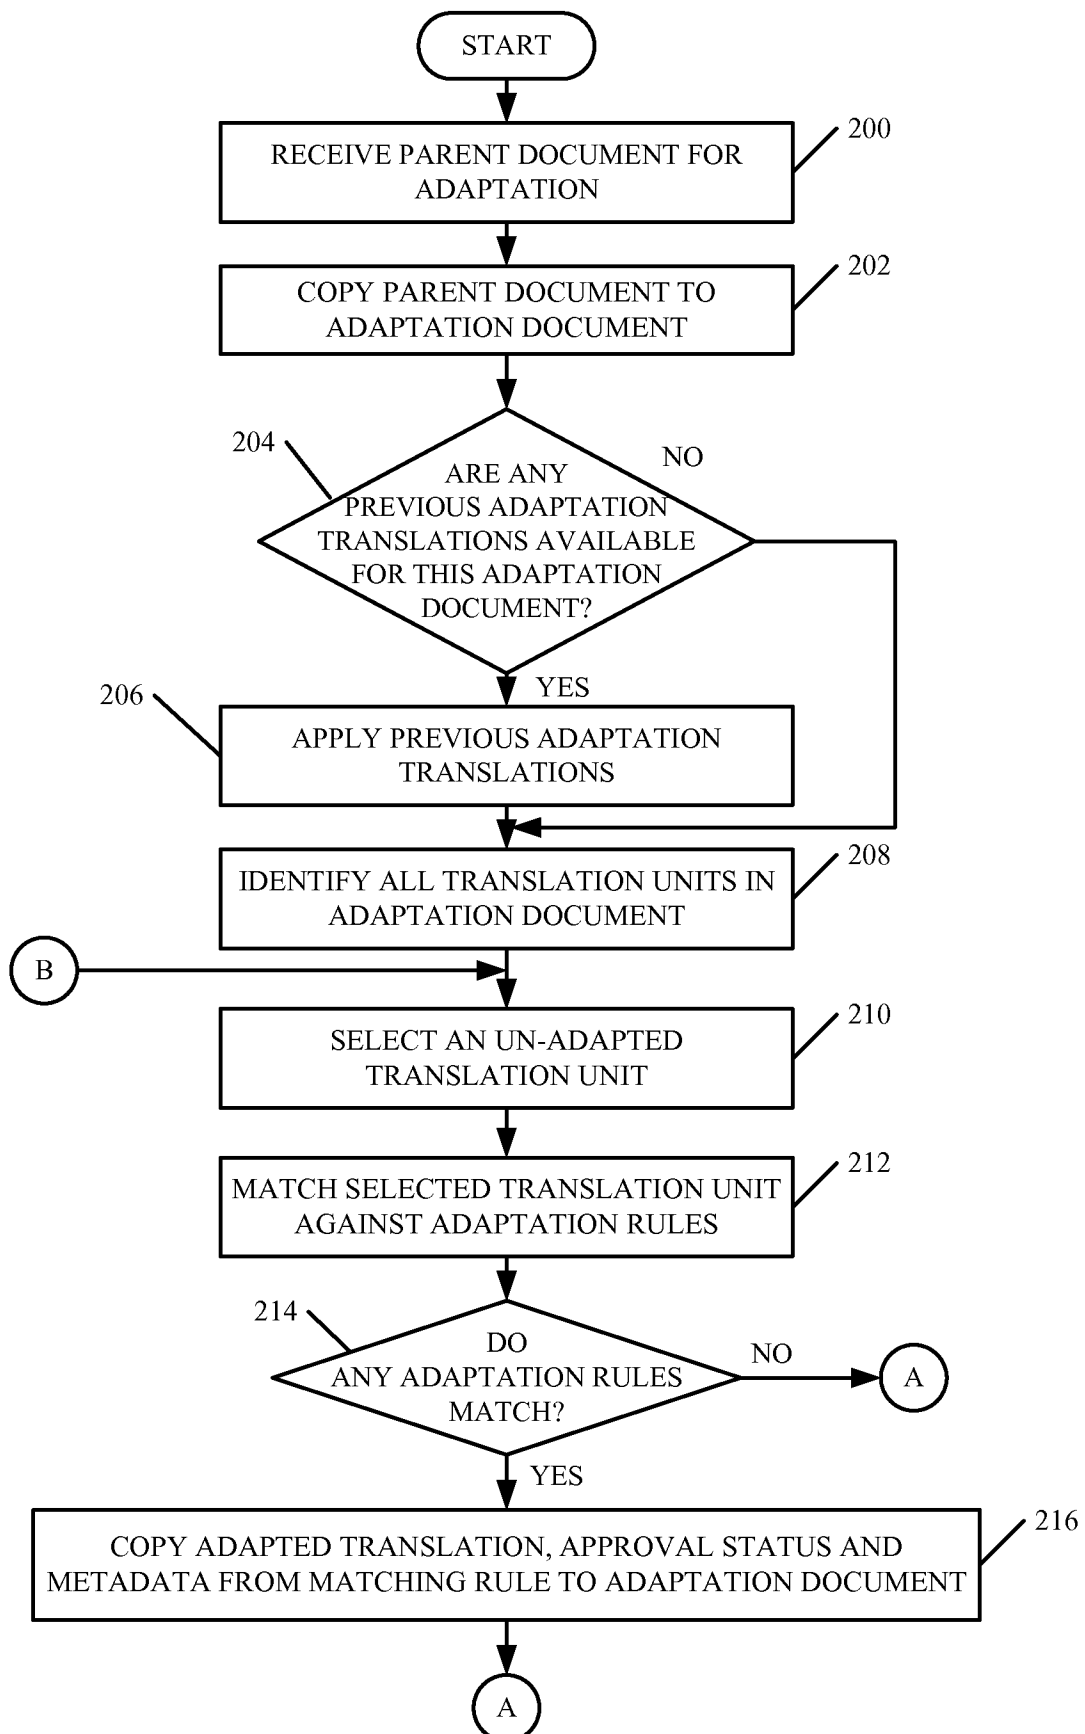 START
200
RECEIVE PARENT DOCUMENT FOR
ADAPTATION
202
COPY PARENT DOCUMENT TO
ADAPTATION DOCUMENT
204
NO
ARE ANY
PREVIOUS ADAPTATION
TRANSLATIONS AVAILABLE
FOR THIS ADAPTATION
DOCUMENT?
YES
206
APPLY PREVIOUS ADAPTATION
TRANSLATIONS
208
IDENTIFY ALL TRANSLATION UNITS IN
ADAPTATION DOCUMENT
B
210
SELECT AN UN-ADAPTED
TRANSLATION UNIT
212
MATCH SELECTED TRANSLATION UNIT
AGAINST ADAPTATION RULES
214
DO
ANY ADAPTATION RULES
MATCH?
NO
A
YES
216
COPY ADAPTED TRANSLATION, APPROVAL STATUS AND
METADATA FROM MATCHING RULE TO ADAPTATION DOCUMENT
A